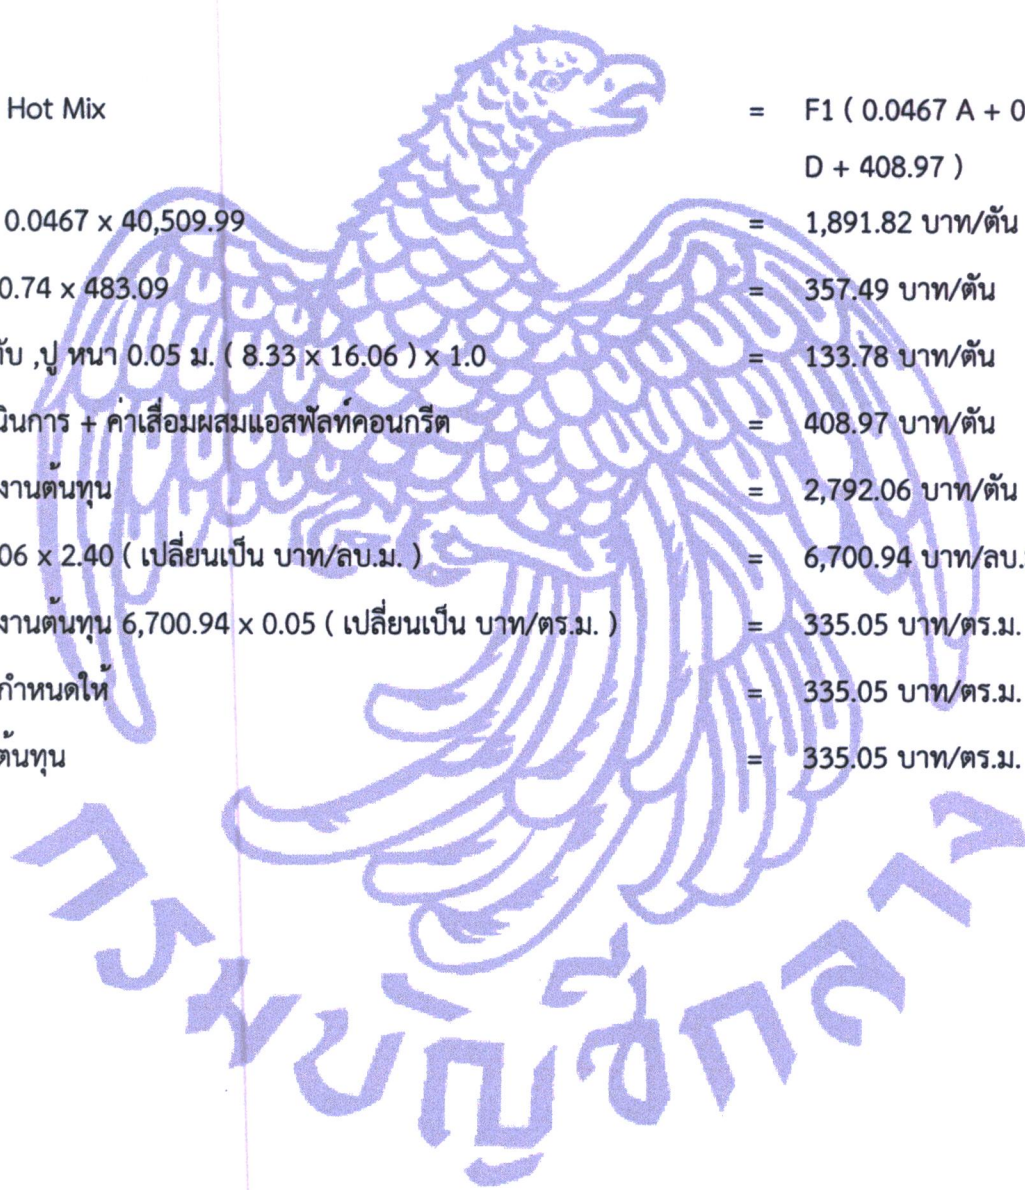 Hot Mix = F1 ( 0.0467 A + 0
D + 408.97 )
0.0467 x 40,509.99 = 1,891.82 บาท/ตัน
0.74 x 483.09 = 357.49 บาท/ตัน
ทับ ,ปู หนา 0.05 ม. ( 8.33 x 16.06 ) x 1.0 = 133.78 บาท/ตัน
นินการ + ค่าเสื่อมผสมแอสฟัลท์คอนกรีต = 408.97 บาท/ตัน
งานต้นทุน = 2,792.06 บาท/ตัน
06 x 2.40 ( เปลี่ยนเป็น บาท/ลบ.ม. ) = 6,700.94 บาท/ลบ.
งานต้นทุน 6,700.94 x 0.05 ( เปลี่ยนเป็น บาท/ตร.ม. ) = 335.05 บาท/ตร.ม.
กำหนดให้ = 335.05 บาท/ตร.ม.
ต้นทุน = 335.05 บาท/ตร.ม.
กรมบัญชีกลาง